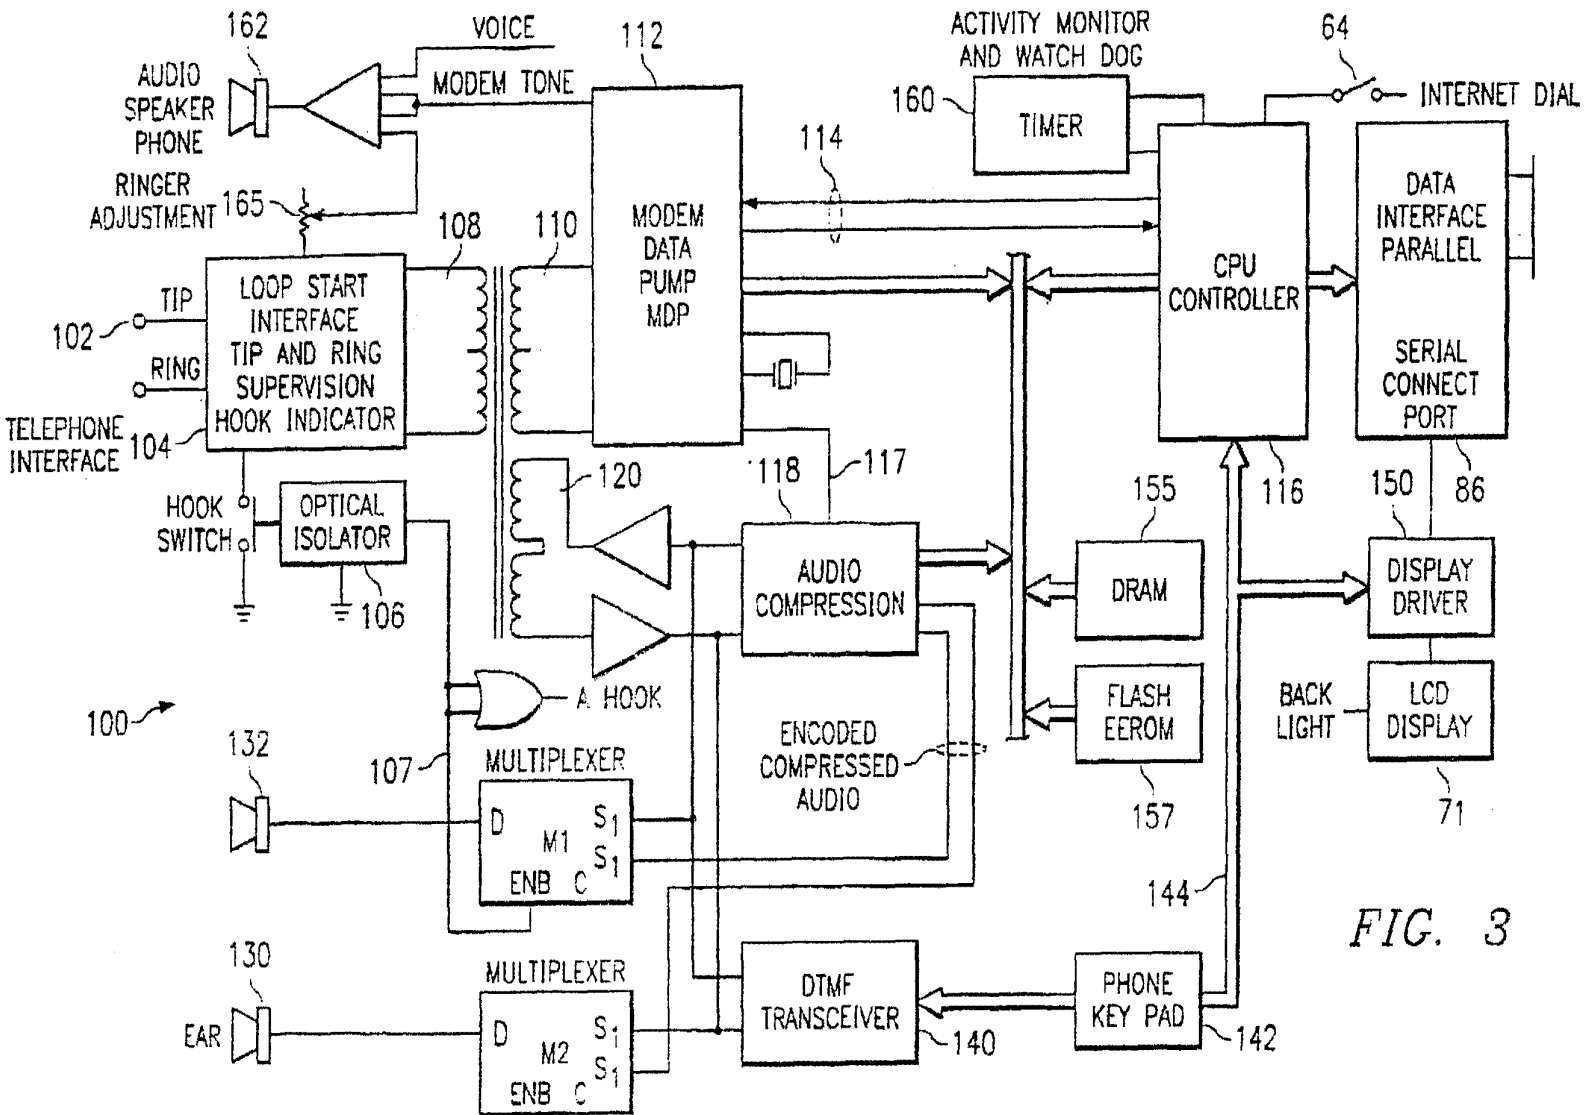 162
VOICE
112
ACTIVITY MONITOR
AND WATCH DOG
64
AUDIO
SPEAKER
PHONE
MODEM TONE
160
TIMER
INTERNET DIAL
114
RINGER
ADJUSTMENT
165
108
110
MODEM
DATA
PUMP
MDP
CPU
CONTROLLER
DATA
INTERFACE
PARALLEL
SERIAL
CONNECT
PORT
TIP
102
RING
LOOP START
INTERFACE
TIP AND RING
SUPERVISION
HOOK INDICATOR
TELEPHONE
INTERFACE
104
120
118
117
155
116
150
86
HOOK
SWITCH
OPTICAL
ISOLATOR
106
AUDIO
COMPRESSION
DRAM
DISPLAY
DRIVER
A HOOK
100
FLASH
EEROM
BACK
LIGHT
LCD
DISPLAY
132
107
MULTIPLEXER
ENCODED
COMPRESSED
AUDIO
157
71
D
M1
S1
S1
ENB C
144
FIG. 3
130
MULTIPLEXER
EAR
D
M2
S1
S1
ENB C
DTMF
TRANSCEIVER
140
PHONE
KEY PAD
142